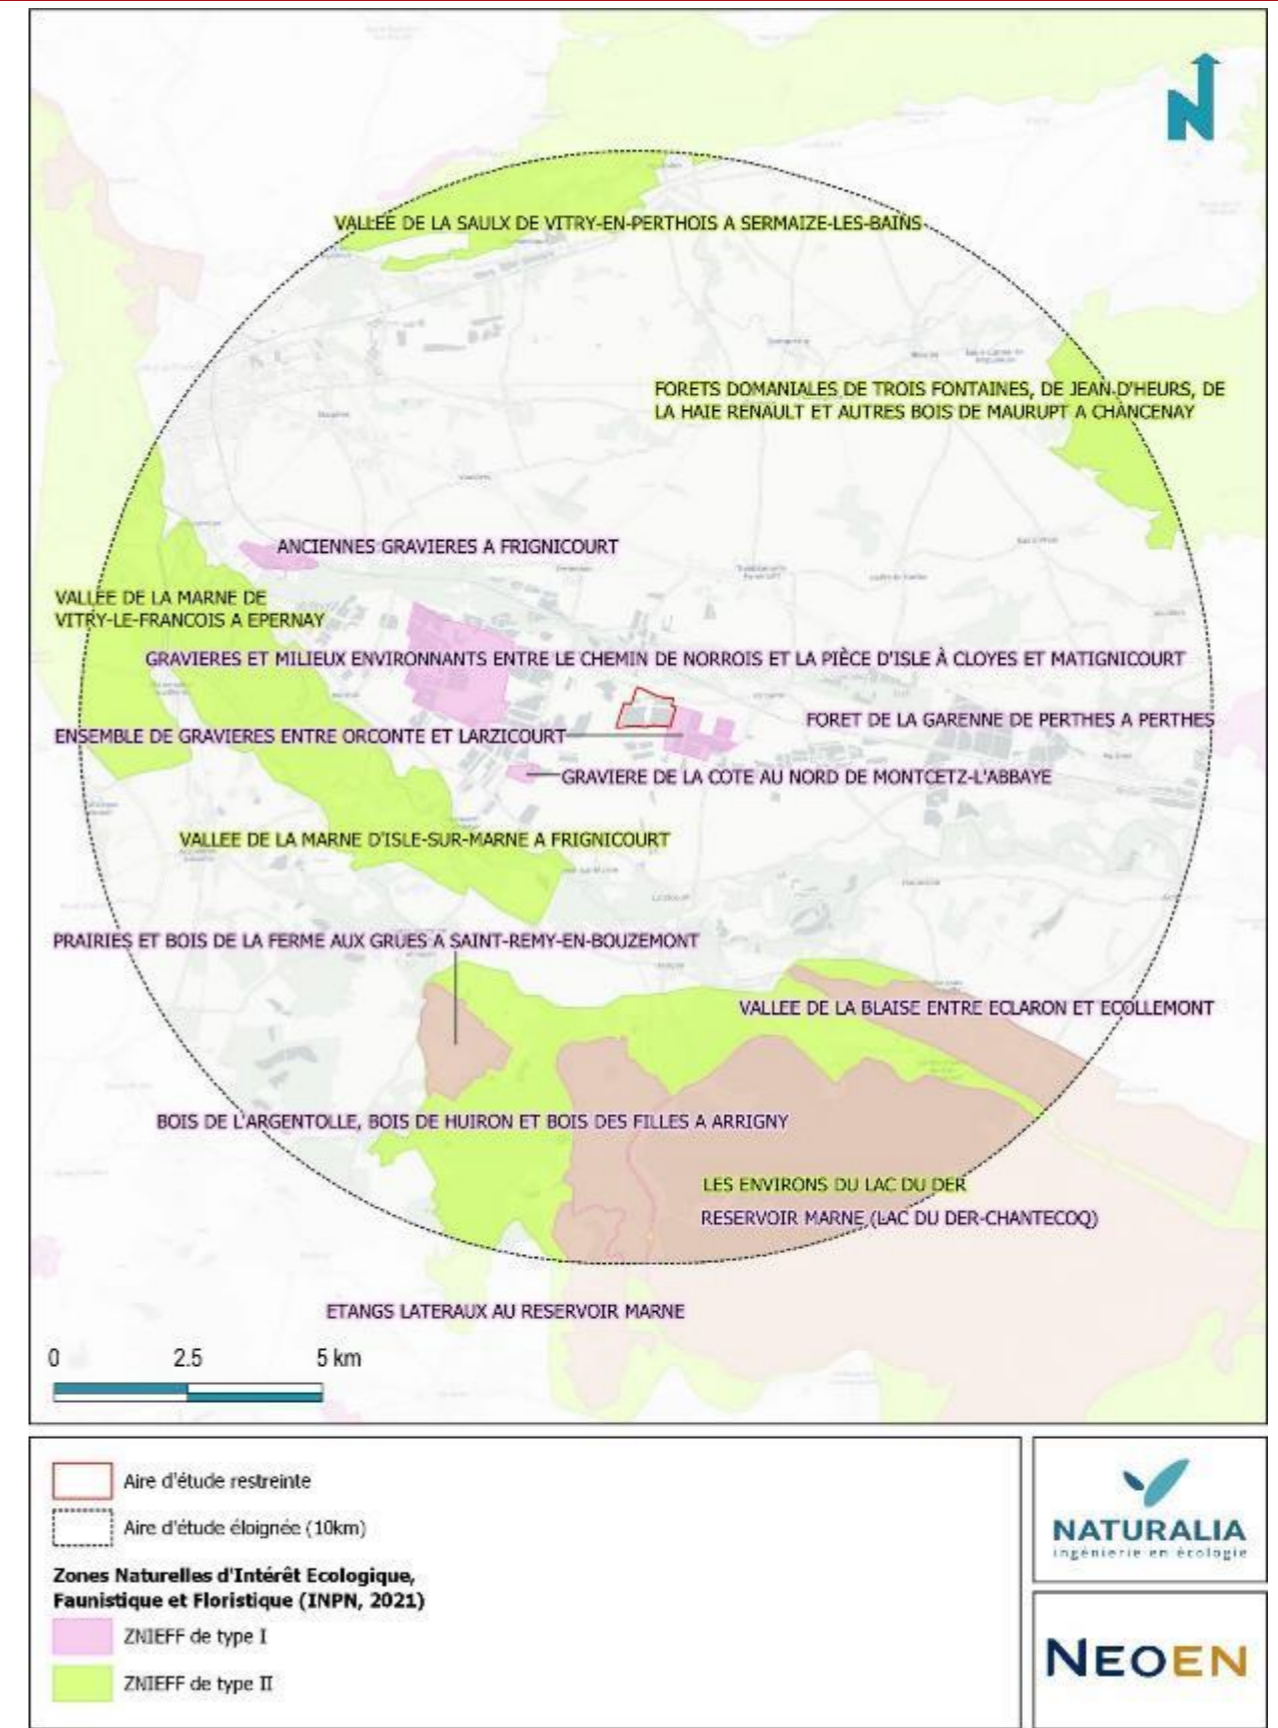 N
VALLEE DE LA SAULX DE VITRY-EN-PERTHOIS A SERMAIZE-LES-BAINS
FORETS DOMANIALES DE TROIS FONTAINES, DE JEAN D'HEURS, DE
LA HAIE RENAULT ET AUTRES BOIS DE MAURUPT A CHANCENAY
ANCIENNES GRAVIERES A FRIGNICOURT
VALLEE DE LA MARNE DE
VITRY-LE-FRANCOIS A EPERNAY
GRAVIERES ET MILIEUX ENVIRONNANTS ENTRE LE CHEMIN DE NORROIS ET LA PIÈCE D'ISLE À CLOYES ET MATIGNICOURT
FORET DE LA GARENNE DE PERTHES A PERTHES
ENSEMBLE DE GRAVIERES ENTRE ORCONTE ET LARZICOURT
GRAVIERE DE LA COTE AU NORD DE MONTCETZ-L'ABBAYE
VALLEE DE LA MARNE D'ISLE-SUR-MARNE A FRIGNICOURT
PRAIRIES ET BOIS DE LA FERME AUX GRUES A SAINT-REMY-EN-BOUZEMONT
VALLEE DE LA BLAISE ENTRE ECLARON ET ECOLLEMONT
BOIS DE L'ARGENTOLLE, BOIS DE HUIRON ET BOIS DES FILLES A ARRIGNY
LES ENVIRONS DU LAC DU DER
RESERVOIR MARNE (LAC DU DER-CHANTECOQ)
ETANGS LATERAUX AU RESERVOIR MARNE
0 2.5 5 km
Aire d'étude restreinte
Aire d'étude éloignée (10km)
Zones Naturelles d'Intérêt Ecologique,
Faunistique et Floristique (INPN, 2021)
ZNIEFF de type I
ZNIEFF de type II
NATURALIA
ingénierie en écologie
NEOEN